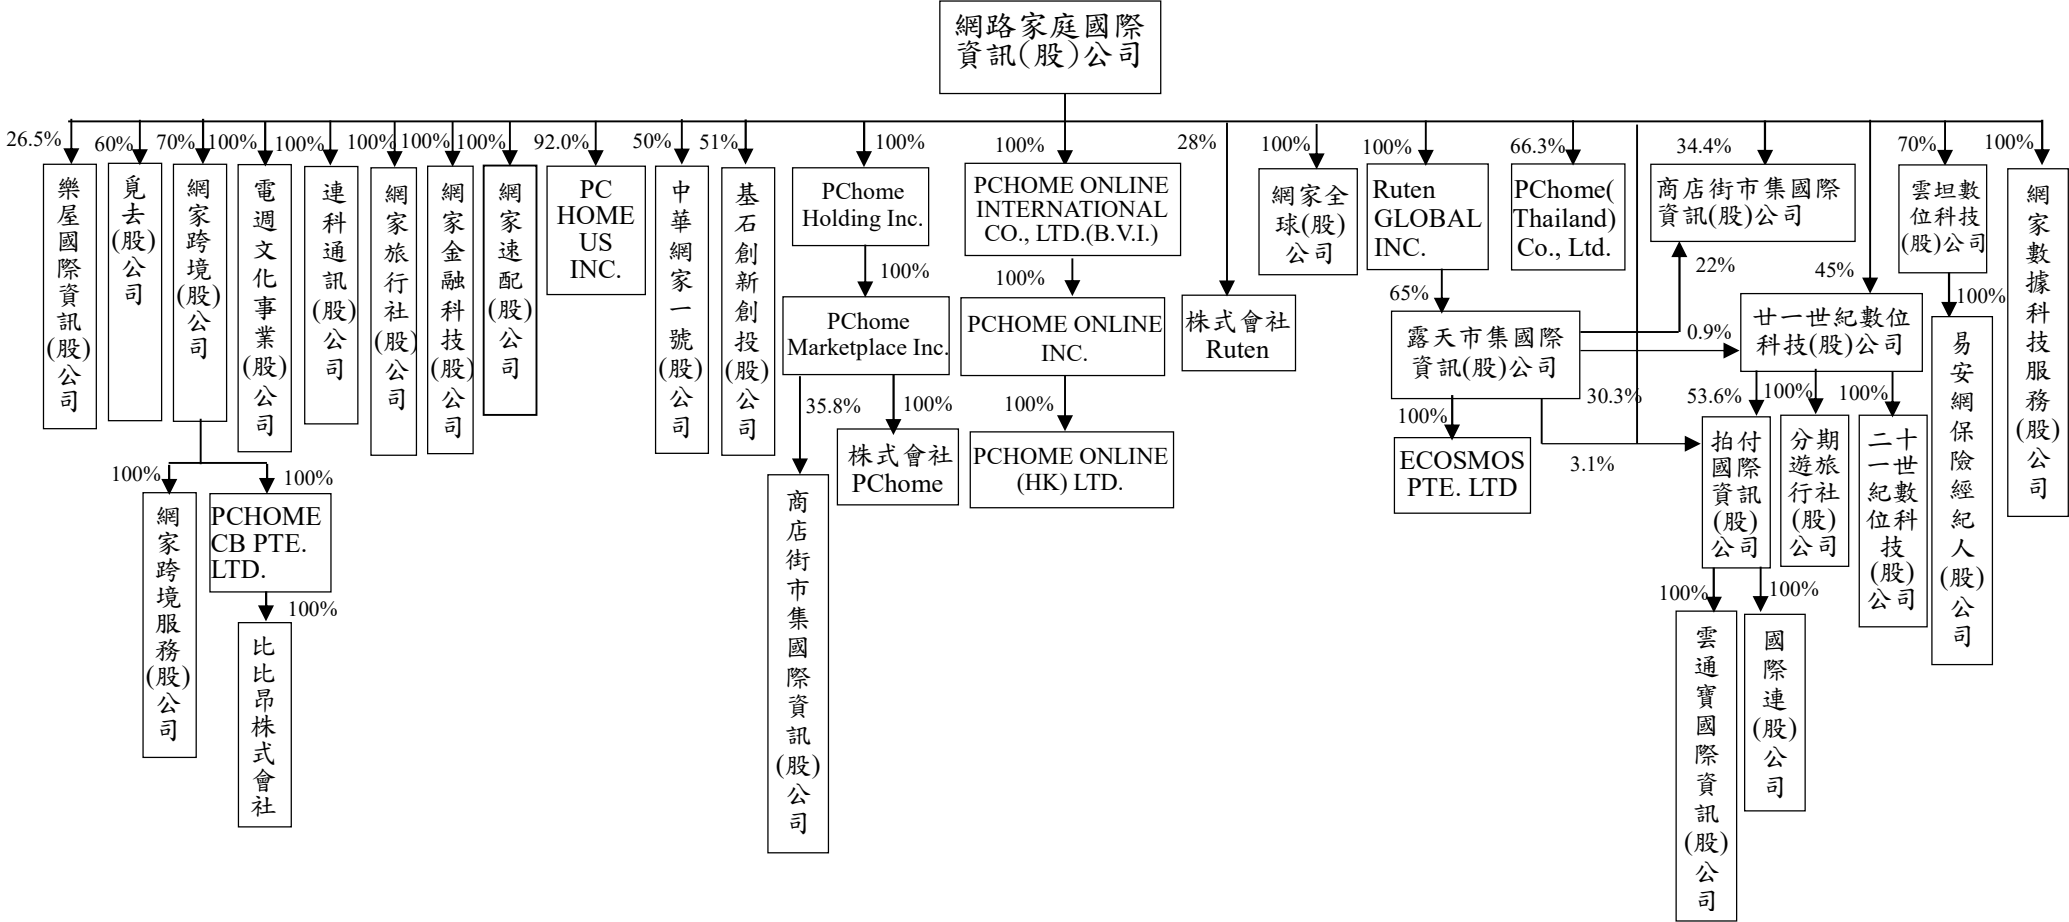 網路家庭國際
資訊(股)公司
26.5%
樂屋國際資訊(股)公司
60%
覓去(股)公司
70%
網家跨境(股)公司
100%
電週文化事業(股)公司
100%
連科通訊(股)公司
100%
網家旅行社(股)公司
100%
網家金融科技(股)公司
100%
網家速配(股)公司
92.0%
PC
HOME
US
INC.
50%
中華網家一號(股)公司
51%
基石創新創投(股)公司
100%
PChome
Holding Inc.
100%
PCHOME ONLINE
INTERNATIONAL
CO., LTD.(B.V.I.)
28%
株式會社
Ruten
100%
網家全
球(股)
公司
100%
Ruten
GLOBAL
INC.
66.3%
PChome(
Thailand)
Co., Ltd.
34.4%
商店街市集國際
資訊(股)公司
45%
廿一世紀數位
科技(股)公司
70%
雲坦數
位科技
(股)公司
100%
網家數據科技服務(股)公司
100%
PChome
Marketplace Inc.
100%
PCHOME ONLINE
INC.
65%
露天市集國際
資訊(股)公司
22%
0.9%
30.3%
3.1%
100%
易安網保險經紀人(股)公司
35.8%
商店街市集國際資訊(股)公司
100%
株式會社
PChome
100%
PCHOME ONLINE
(HK) LTD.
100%
ECOSMOS
PTE. LTD
53.6%
拍付
國際
資訊
(股)
公司
100%
分期
遊旅
行社
(股)
公司
100%
二十
一世
紀數
位科
技
(股)
公司
100%
網家跨境服務(股)公司
100%
PCHOME
CB PTE.
LTD.
100%
比比昂株式會社
100%
雲通寶國際資訊(股)公司
100%
國際連(股)公司